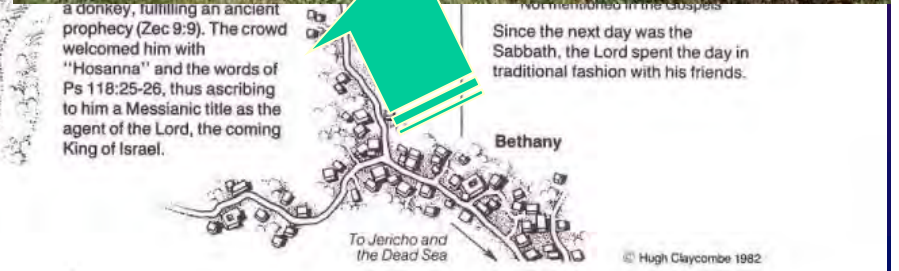 a donkey, fulfilling an ancient
prophecy (Zec 9:9). The crowd
welcomed him with
"Hosanna" and the words of
Ps 118:25-26, thus ascribing
to him a Messianic title as the
agent of the Lord, the coming
King of Israel.
Not mentioned in the Gospels
Since the next day was the
Sabbath, the Lord spent the day in
traditional fashion with his friends.
Bethany
To Jericho and
the Dead Sea
© Hugh Claycombe 1982